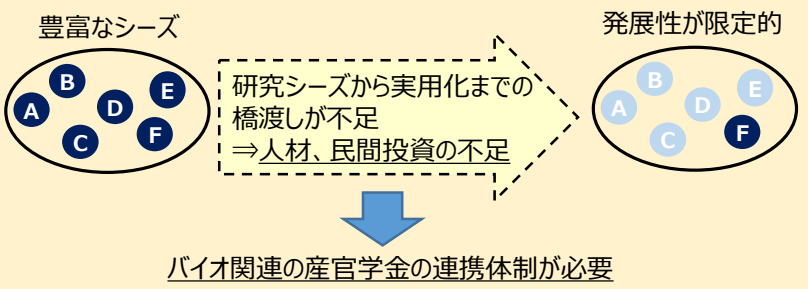 豊富なシーズ
発展性が限定的
A
B
C
D
E
F
研究シーズから実用化までの
橋渡しが不足
⇒人材、民間投資の不足
A
B
C
D
E
F
バイオ関連の産官学金の連携体制が必要